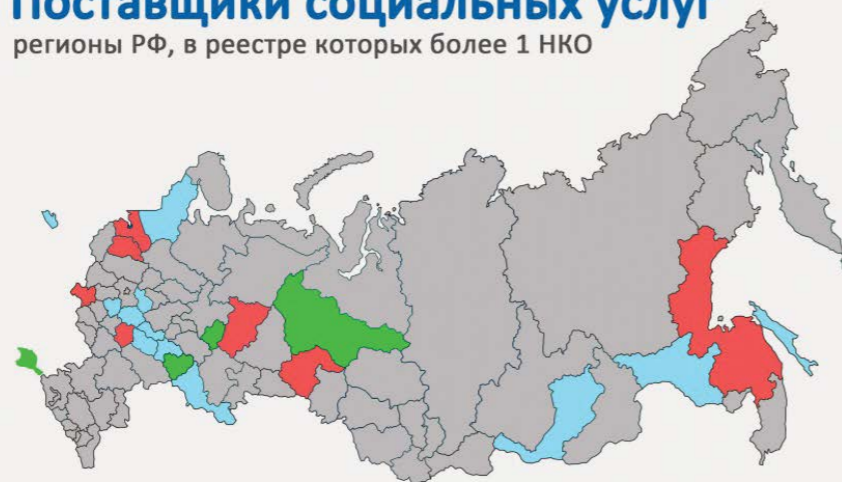 Поставщики социальных услуг
регионы РФ, в реестре которых более 1 НКО